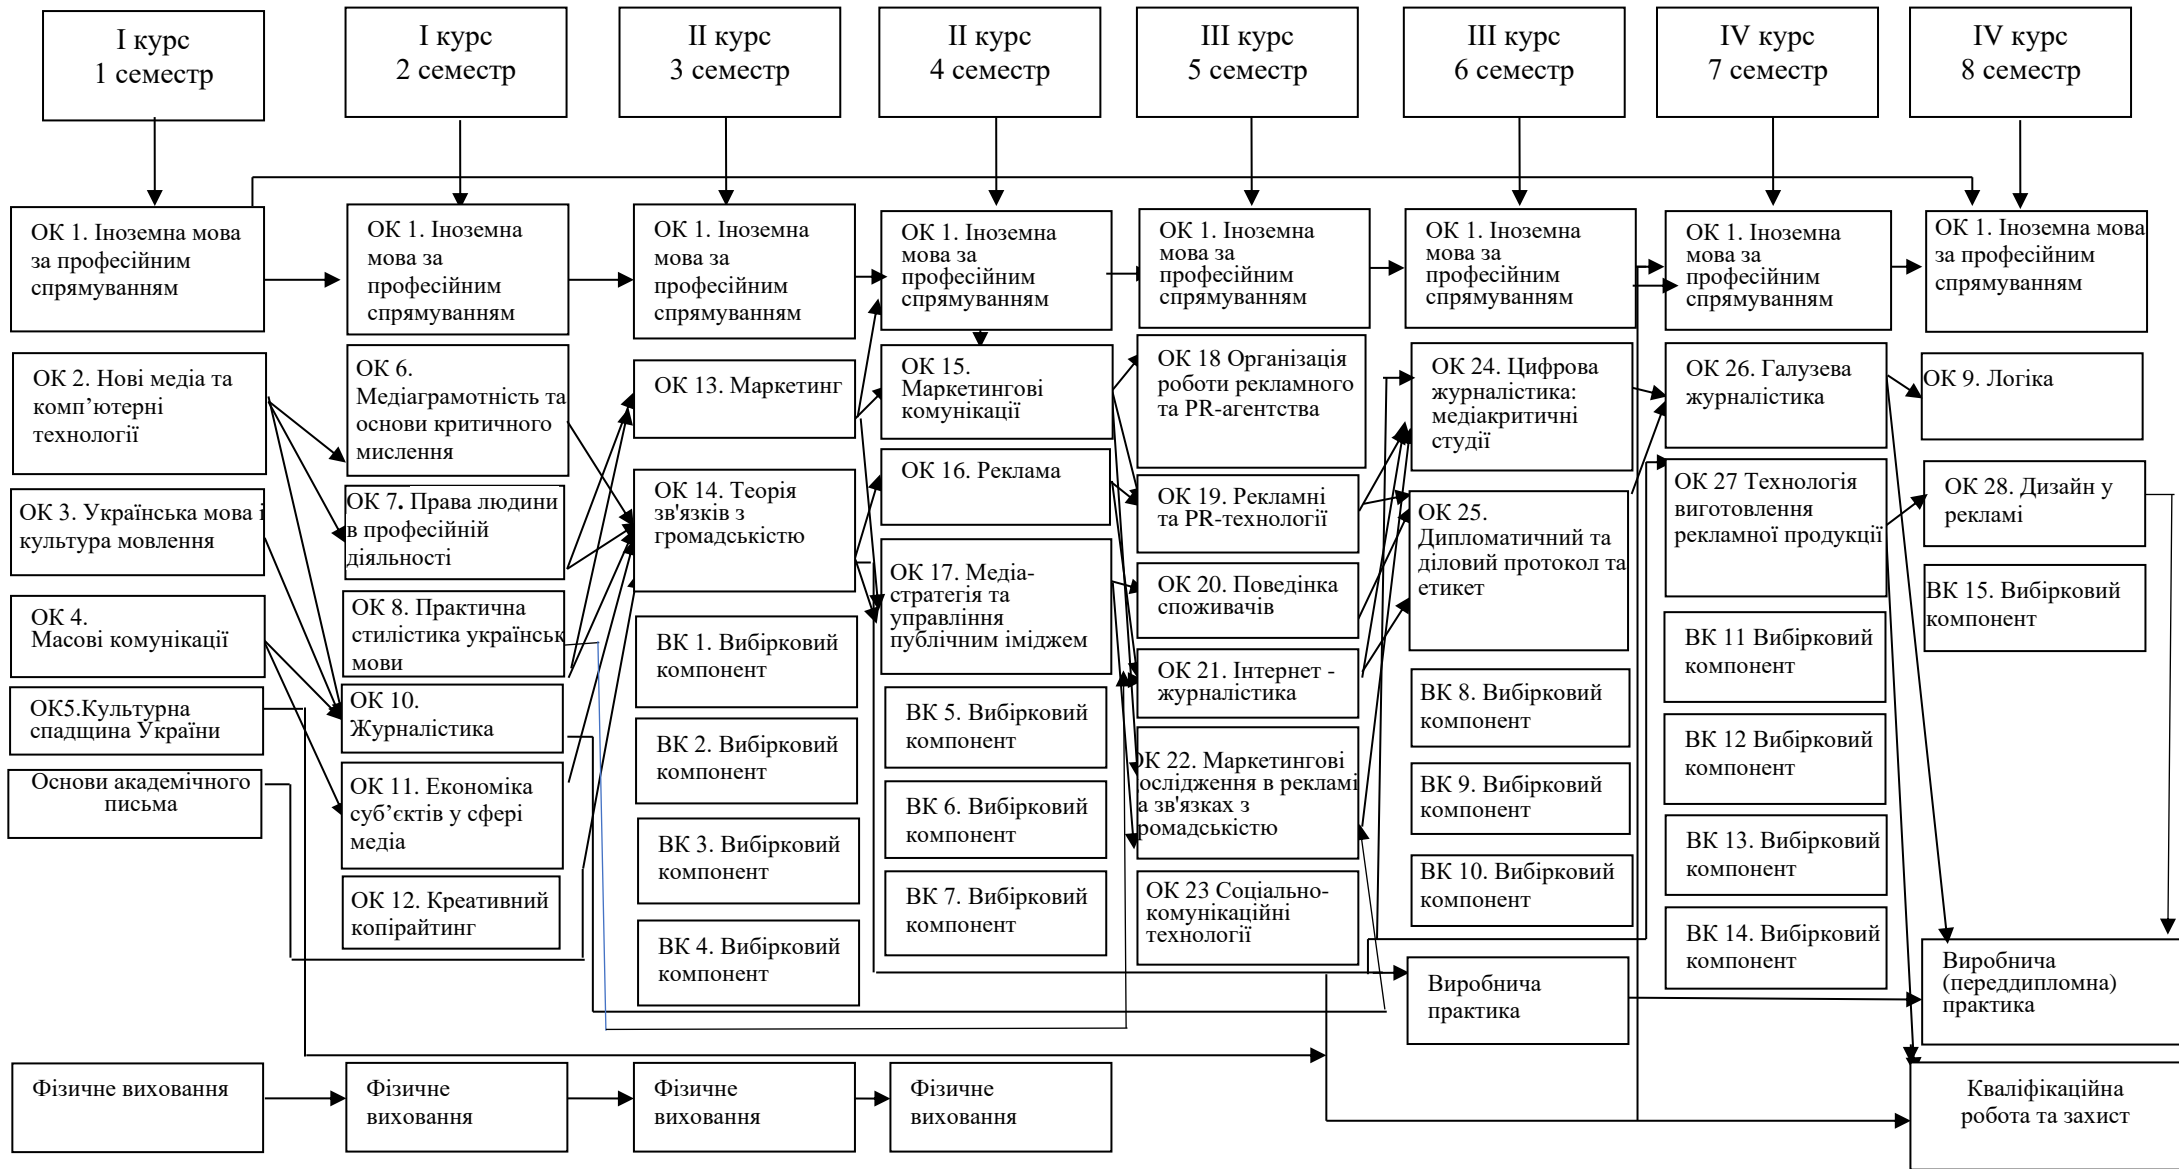 I курс
1 семестр
I курс
2 семестр
II курс
3 семестр
II курс
4 семестр
III курс
5 семестр
III курс
6 семестр
IV курс
7 семестр
IV курс
8 семестр
ОК 1. Іноземна мова
за професійним
спрямуванням
ОК 2. Нові медіа та
комп’ютерні
технології
ОК 3. Українська мова і
культура мовлення
ОК 4.
Масові комунікації
ОК5.Культурна
спадщина України
Основи академічного
письма
Фізичне виховання
ОК 1. Іноземна
мова за
професійним
спрямуванням
ОК 6.
Медіаграмотність та
основи критичного
мислення
ОК 7. Права людини
в професійній
діяльності
ОК 8. Практична
стилістика українськ
мови
ОК 10.
Журналістика
ОК 11. Економіка
суб’єктів у сфері
медіа
ОК 12. Креативний
копірайтинг
Фізичне
виховання
ОК 1. Іноземна
мова за
професійним
спрямуванням
ОК 13. Маркетинг
ОК 14. Теорія
зв'язків з
громадськістю
ВК 1. Вибірковий
компонент
ВК 2. Вибірковий
компонент
ВК 3. Вибірковий
компонент
ВК 4. Вибірковий
компонент
Фізичне
виховання
ОК 1. Іноземна
мова за
професійним
спрямуванням
ОК 15.
Маркетингові
комунікації
ОК 16. Реклама
ОК 17. Медіа-
стратегія та
управління
публічним іміджем
ВК 5. Вибірковий
компонент
ВК 6. Вибірковий
компонент
ВК 7. Вибірковий
компонент
Фізичне
виховання
ОК 1. Іноземна
мова за
професійним
спрямуванням
ОК 18 Організація
роботи рекламного
та PR-агентства
ОК 19. Рекламні
та PR-технології
ОК 20. Поведінка
споживачів
ОК 21. Інтернет -
журналістика
ОК 22. Маркетингові
ослідження в рекламі
а зв'язках з
ромадськістю
ОК 23 Соціально-
комунікаційні
технології
ОК 1. Іноземна
мова за
професійним
спрямуванням
ОК 24. Цифрова
журналістика:
медіакритичні
студії
ОК 25.
Дипломатичний та
діловий протокол та
етикет
ВК 8. Вибірковий
компонент
ВК 9. Вибірковий
компонент
ВК 10. Вибірковий
компонент
Виробнича
практика
ОК 1. Іноземна
мова за
професійним
спрямуванням
ОК 26. Галузева
журналістика
ОК 27 Технологія
виготовлення
рекламної продукції
ВК 11 Вибірковий
компонент
ВК 12 Вибірковий
компонент
ВК 13. Вибірковий
компонент
ВК 14. Вибірковий
компонент
ОК 1. Іноземна мова
за професійним
спрямуванням
ОК 9. Логіка
ОК 28. Дизайн у
рекламі
ВК 15. Вибірковий
компонент
Виробнича
(переддипломна)
практика
Кваліфікаційна
робота та захист